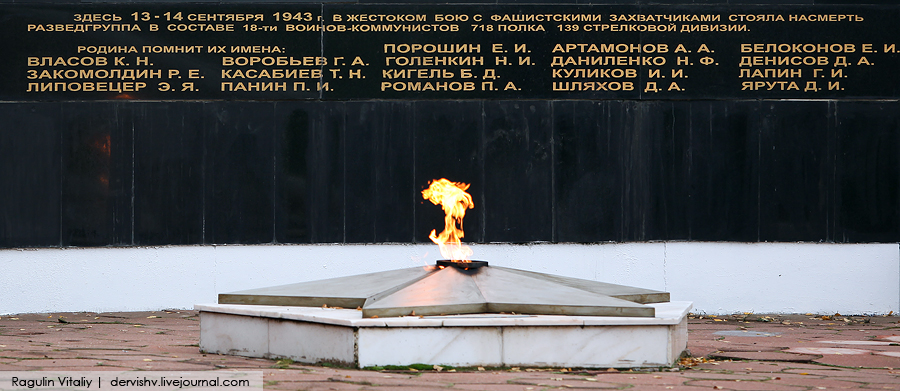 ЗДЕСЬ 13-14 СЕНТЯБРЯ 1943 г. В ЖЕСТОКОМ БОЮ С ФАШИСТСКИМИ ЗАХВАТЧИКАМИ СТОЯЛА НАСМЕРТЬ
РАЗВЕДГРУППА В СОСТАВЕ 18-ти ВОИНОВ-КОММУНИСТОВ 718 ПОЛКА 139 СТРЕЛКОВОЙ ДИВИЗИИ.
РОДИНА ПОМНИТ ИХ ИМЕНА: ПОРОШИН Е. И. АРТАМОНОВ А. А. БЕЛОКОНОВ Е. И.
ВЛАСОВ К. Н. ВОРОБЬЕВ Г. А. ГОЛЕНКИН Н. И. ДАНИЛЕНКО Н. Ф. ДЕНИСОВ Д. А.
ЗАКОМОЛДИН Р. Е. КАСАБИЕВ Т. Н. КИГЕЛЬ Б. Д. КУЛИКОВ И. И. ЛАПИН Г. И.
ЛИПОВЕЦЕР Э. Я. ПАНИН П. И. РОМАНОВ П. А. ШЛЯХОВ Д. А. ЯРУТА Д. И.
Ragulin Vitaliy | dervishv.livejournal.com